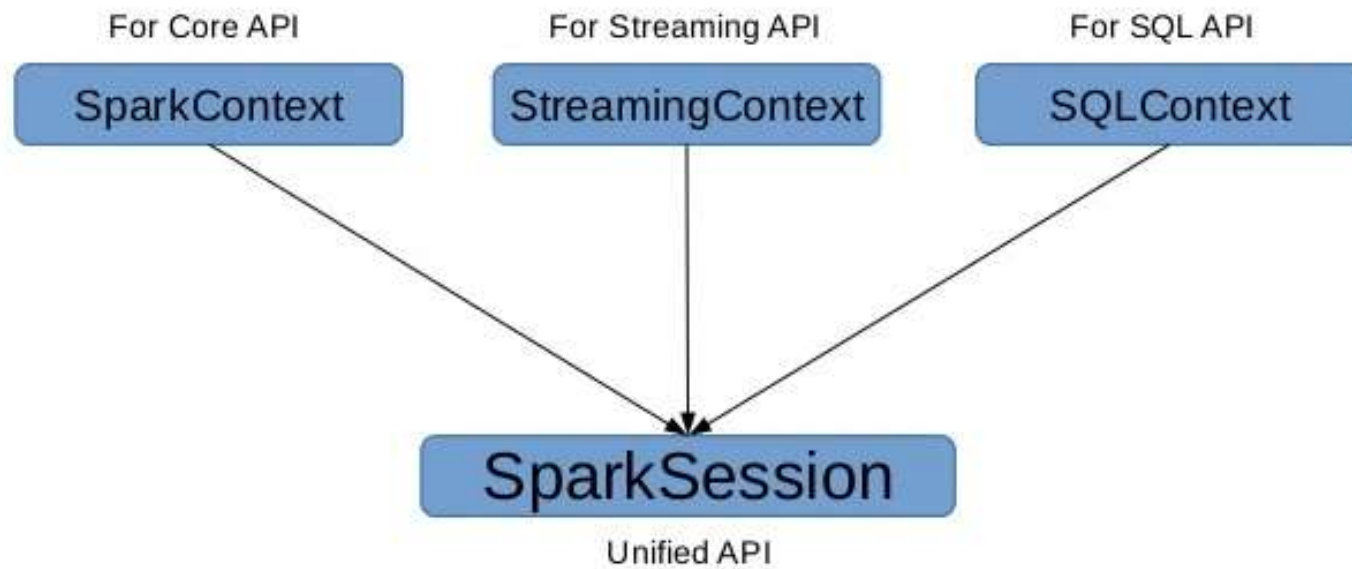 For Core API
For Streaming API
For SQL API
SparkContext
StreamingContext
SQLContext
SparkSession
Unified API